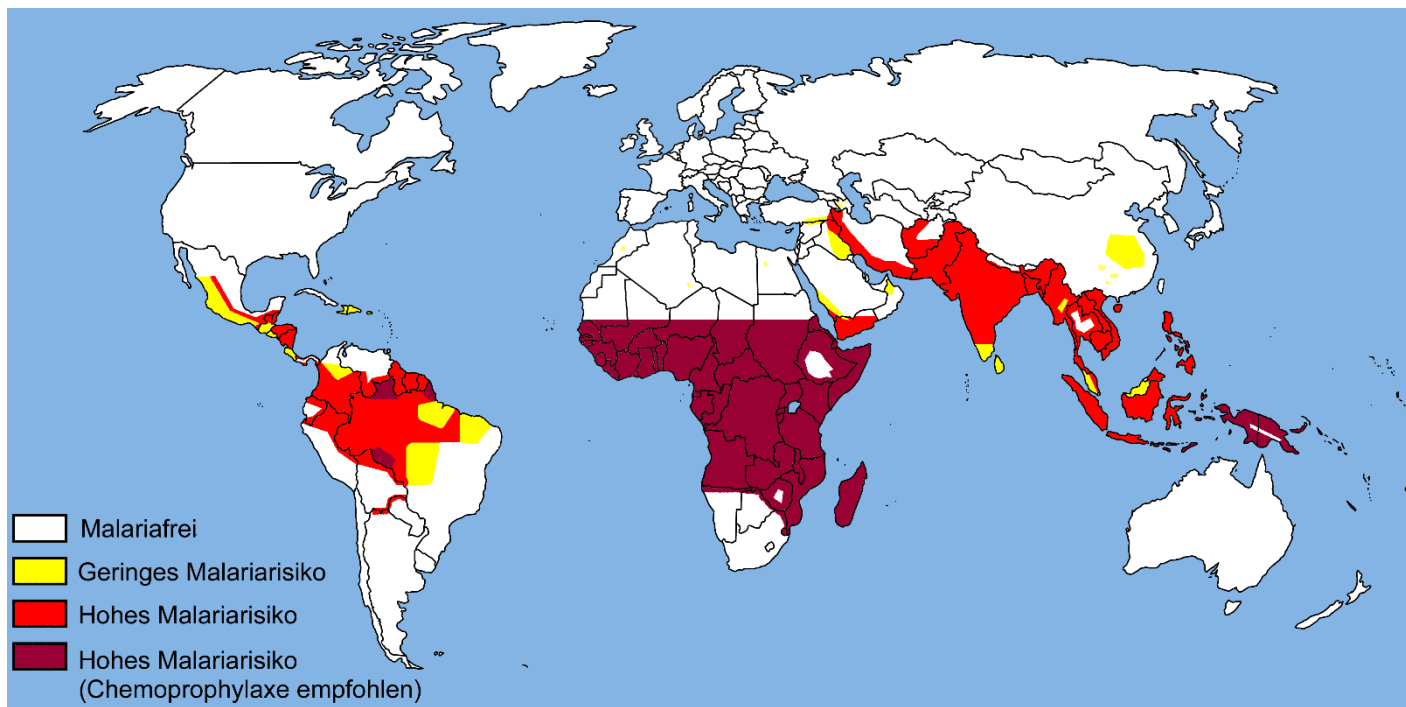 Malariafrei
Geringes Malariarisiko
Hohes Malariarisiko
Hohes Malariarisiko
(Chemoprophylaxe empfohlen)